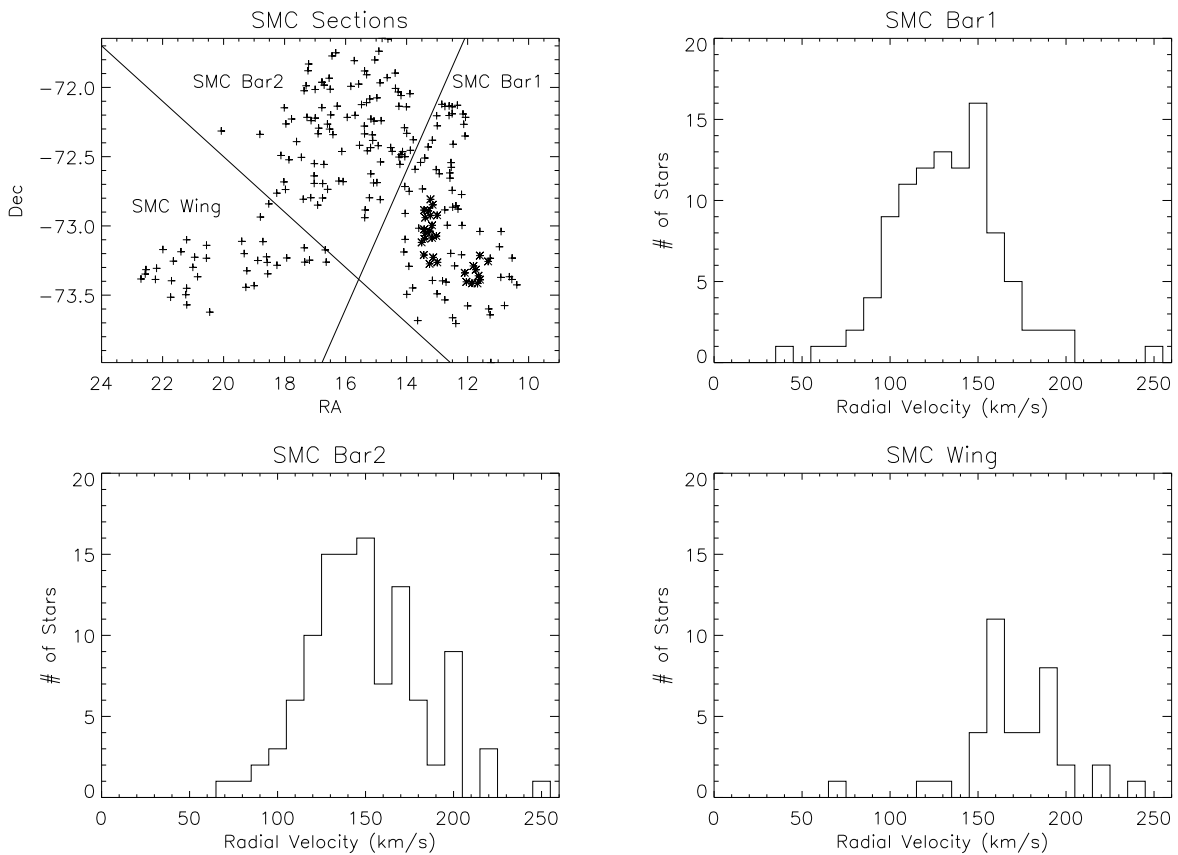 SMC Sections
SMC Bar2
SMC Bar1
SMC Wing
−72.0
−72.5
−73.0
−73.5
Dec
24 22 20 18 16 14 12 10
RA
SMC Bar1
20
15
10
5
0
# of Stars
0 50 100 150 200 250
Radial Velocity (km/s)
SMC Bar2
20
15
10
5
0
# of Stars
0 50 100 150 200 250
Radial Velocity (km/s)
SMC Wing
20
15
10
5
0
# of Stars
0 50 100 150 200 250
Radial Velocity (km/s)